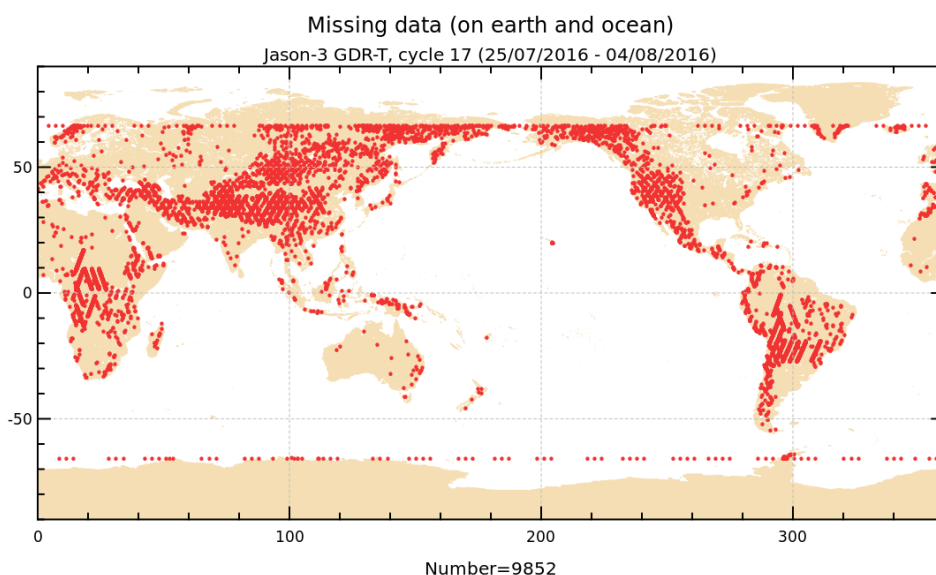 Missing data (on earth and ocean)
Jason-3 GDR-T, cycle 17 (25/07/2016 - 04/08/2016)
50
0
-50
0 100 200 300
Number=9852